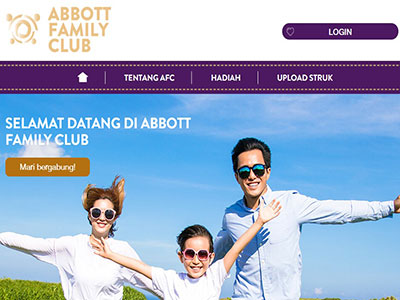 ABBOTT
FAMILY
CLUB
LOGIN
TENTANG AFC
HADIAH
UPLOAD STRUK
SELAMAT DATANG DI ABBOTT
FAMILY CLUB
Mari bergabung!